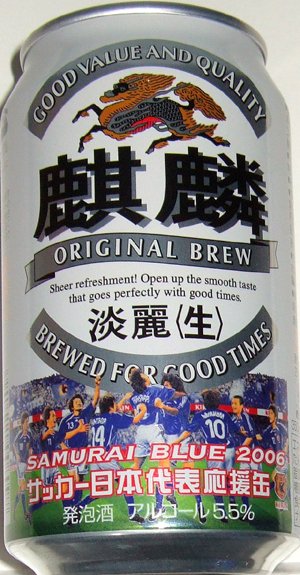 GOOD VALUE AND QUALITY
麒麟
ORIGINAL BREW
Sheer refreshment! Open up the smooth taste
that goes perfectly with good times.
淡麗〈生〉
BREWED FOR GOOD TIMES
14
10
SAMURAI BLUE 2006
サッカー日本代表応援缶
発泡酒 アルコール5.5%